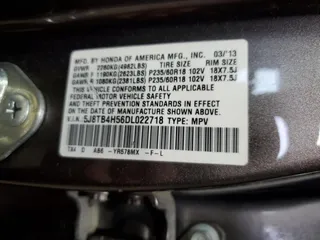 MFD. BY HONDA OF AMERICA MFG., INC. 03/'13
GVWR 2260KG(4982LBS) TIRE SIZE RIM SIZE
GAWR F 1190KG(2623LBS) P235/60R18 102V 18X7.5J
GAWR R 1080KG(2381LBS) P235/60R18 102V 18X7.5J
THIS VEHICLE CONFORMS TO ALL APPLICABLE
FEDERAL MOTOR VEHICLE SAFETY AND THEFT
PREVENTION STANDARDS IN EFFECT ON THE
DATE OF MANUFACTURE SHOWN ABOVE.
V.I.N. 5J8TB4H56DL022718 TYPE: MPV
D AB6 -YR578MX -F-L